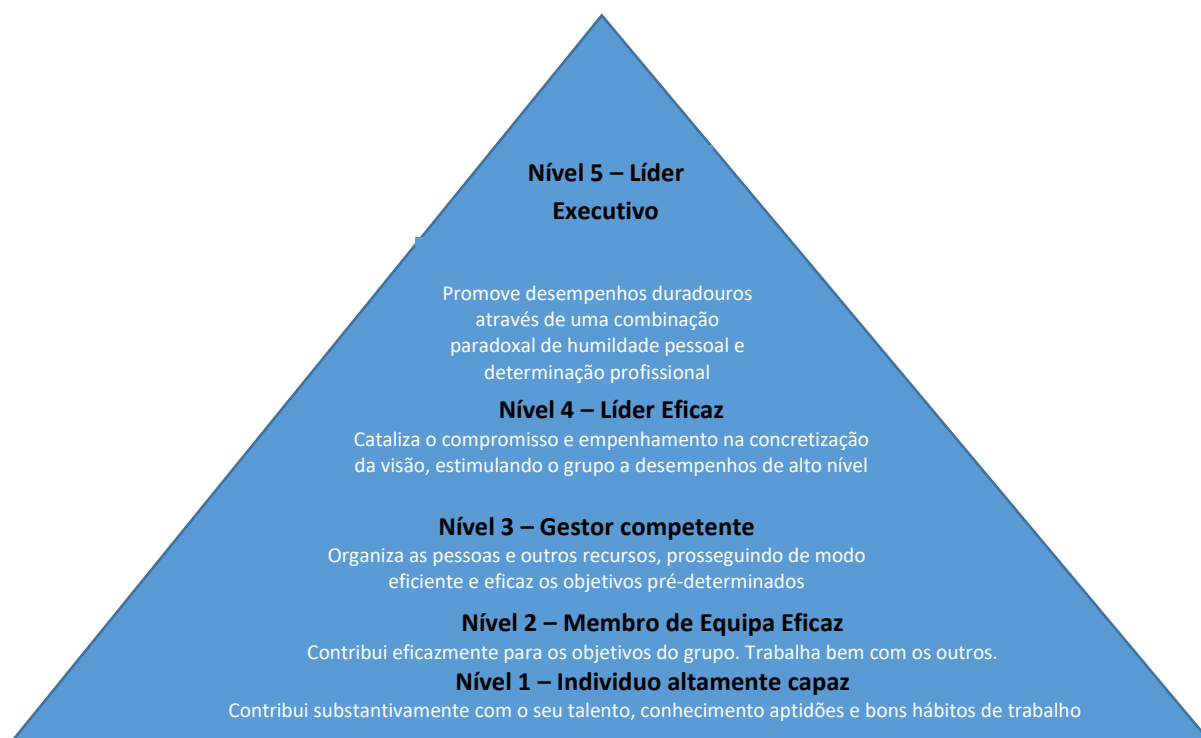 Nível 5 – Líder
Executivo
Promove desempenhos duradouros
através de uma combinação
paradoxal de humildade pessoal e
determinação profissional
Nível 4 – Líder Eficaz
Cataliza o compromisso e empenhamento na concretização
da visão, estimulando o grupo a desempenhos de alto nível
Nível 3 – Gestor competente
Organiza as pessoas e outros recursos, prosseguindo de modo
eficiente e eficaz os objetivos pré-determinados
Nível 2 – Membro de Equipa Eficaz
Contribui eficazmente para os objetivos do grupo. Trabalha bem com os outros.
Nível 1 – Individuo altamente capaz
Contribui substantivamente com o seu talento, conhecimento aptidões e bons hábitos de trabalho